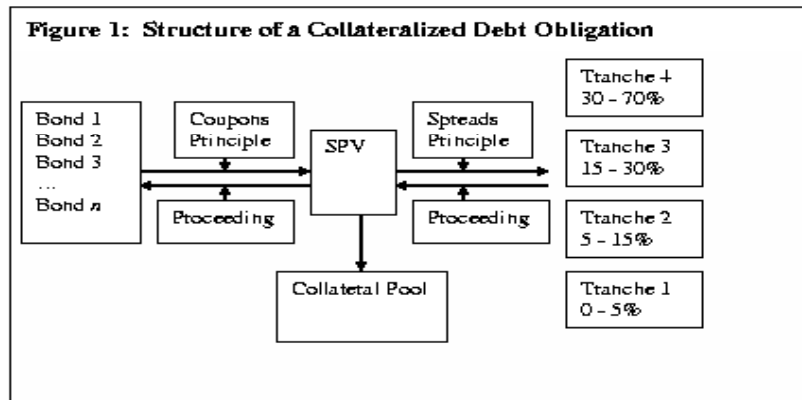 Figure 1: Structure of a Collateralized Debt Obligation
Bond 1
Bond 2
Bond 3
...
Bond n
Coupons
Principle
Proceeding
SPV
Collateral Pool
Spreads
Principle
Proceeding
Tranche 4
30 - 70%
Tranche 3
15 - 30%
Tranche 2
5 - 15%
Tranche 1
0 - 5%